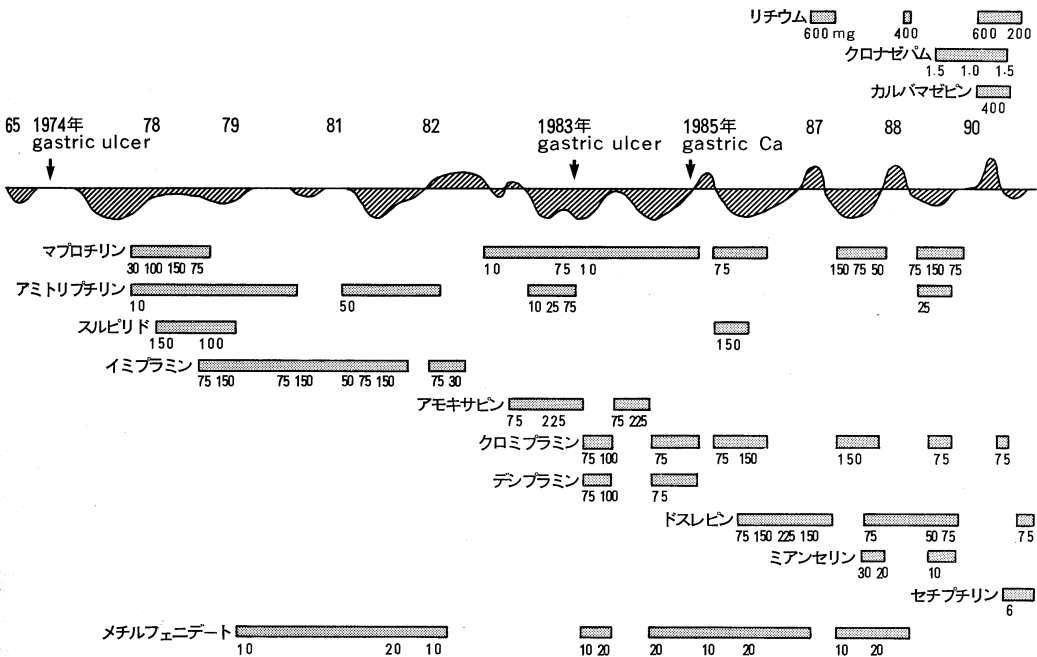 リチウム
600 mg 400 600 200
クロナゼパム
1.5 1.0 1.5
カルバマゼピン
400
65 1974年 78 79 81 82 1983年 1985年 87 88 90
gastric ulcer gastric ulcer gastric Ca
マプロチリン
30 100 150 75 10 75 10 75 150 75 50 75 150 75
アミトリプチリン
10 50 10 25 75 25
スルピリド
150 100 150
イミプラミン
75 150 75 150 50 75 150 75 30
アモキサピン
75 225 75 225
クロミプラミン
75 100 75 75 150 150 75 75
デシプラミン
75 100 75
ドスレピン
75 150 225 150 75 50 75 75
ミアンセリン
30 20 10
セチプチリン
6
メチルフェニデート
10 20 10 10 20 20 10 20 10 20